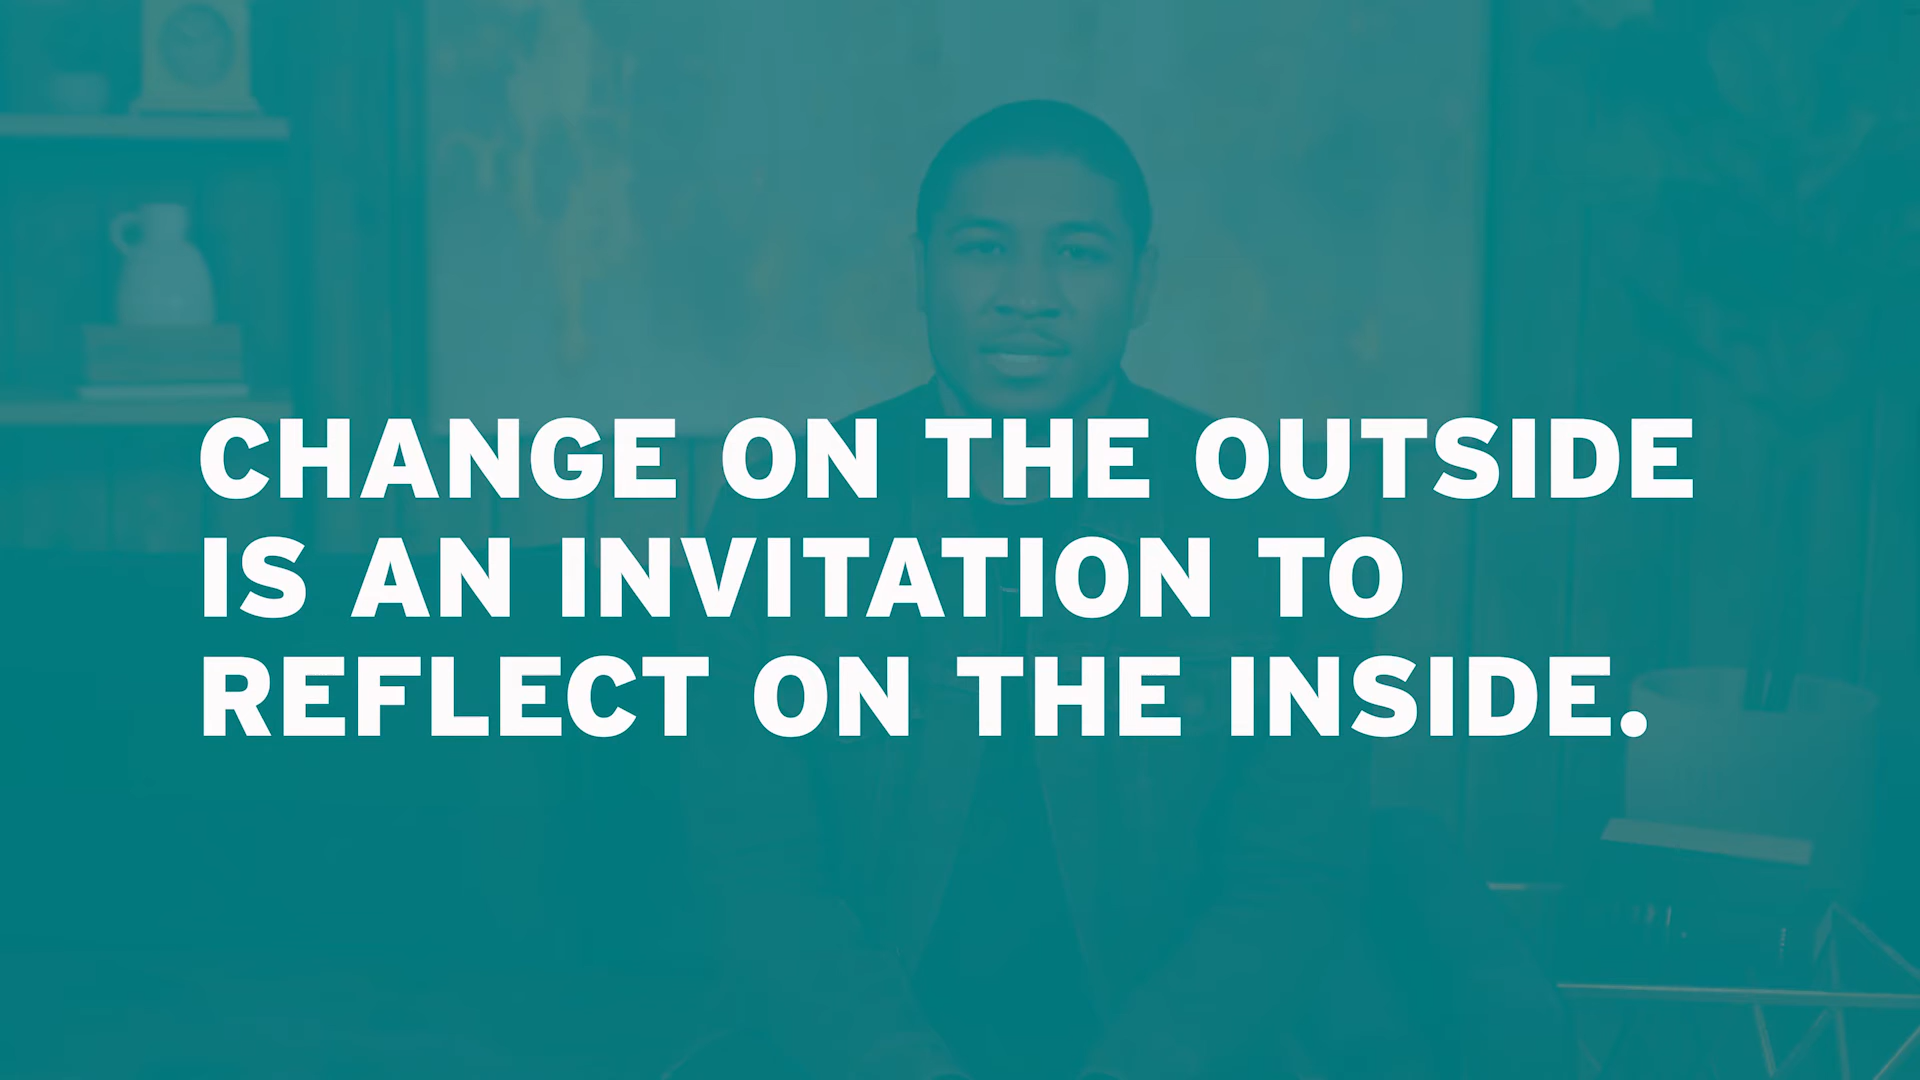 CHANGE ON THE OUTSIDE
IS AN INVITATION TO
REFLECT ON THE INSIDE.